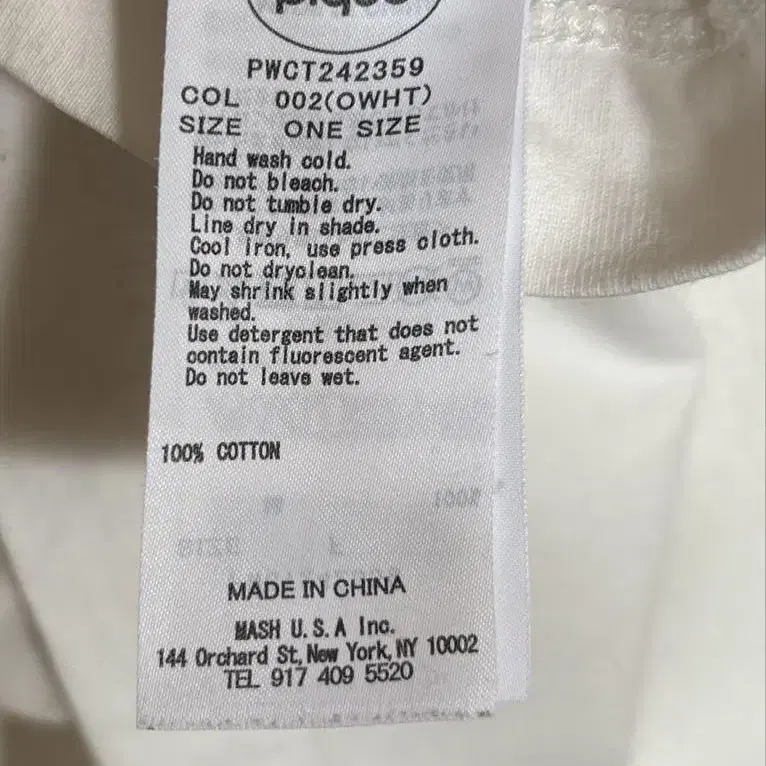 PWCT242359
COL 002(OWHT)
SIZE ONE SIZE
Hand wash cold.
Do not bleach.
Do not tumble dry.
Line dry in shade.
Cool iron, use press cloth.
Do not dryclean.
May shrink slightly when
washed.
Use detergent that does not
contain fluorescent agent.
Do not leave wet.
100% COTTON
MADE IN CHINA
MASH U.S.A Inc.
144 Orchard St, New York, NY 10002
TEL 917 409 5520